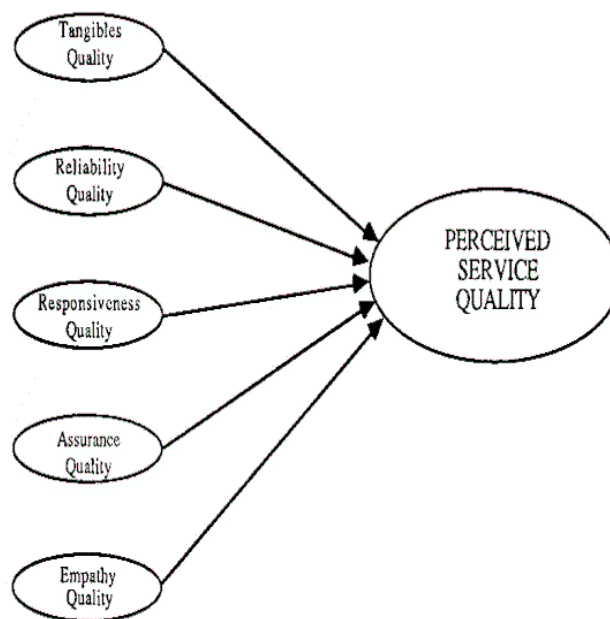 Tangibles
Quality
Reliability
Quality
Responsiveness
Quality
Assurance
Quality
Empathy
Quality
PERCEIVED
SERVICE
QUALITY